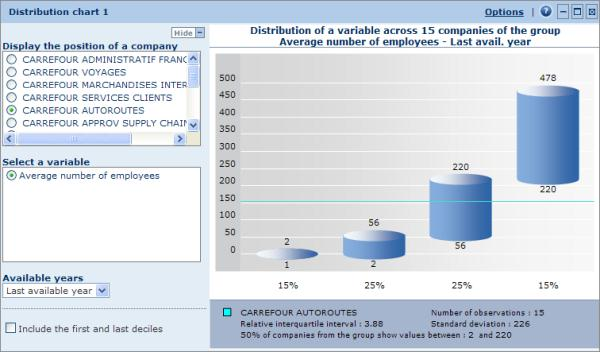 Distribution chart 1
Options | ?
Hide
Display the position of a company
CARREFOUR ADMINISTRATIF FRANC
CARREFOUR VOYAGES
CARREFOUR MARCHANDISES INTER
CARREFOUR SERVICES CLIENTS
CARREFOUR AUTOROUTES
CARREFOUR APPROV SUPPLY CHAIN
Select a variable
Average number of employees
Available years
Last available year
Include the first and last deciles
Distribution of a variable across 15 companies of the group
Average number of employees - Last avail. year
500
450
400
350
300
250
200
150
100
50
0
2
1
56
2
220
56
478
220
15%
25%
25%
15%
CARREFOUR AUTOROUTES
Number of observations : 15
Relative interquartile interval : 3.88
Standard deviation : 226
50% of companies from the group show values between : 2 and 220